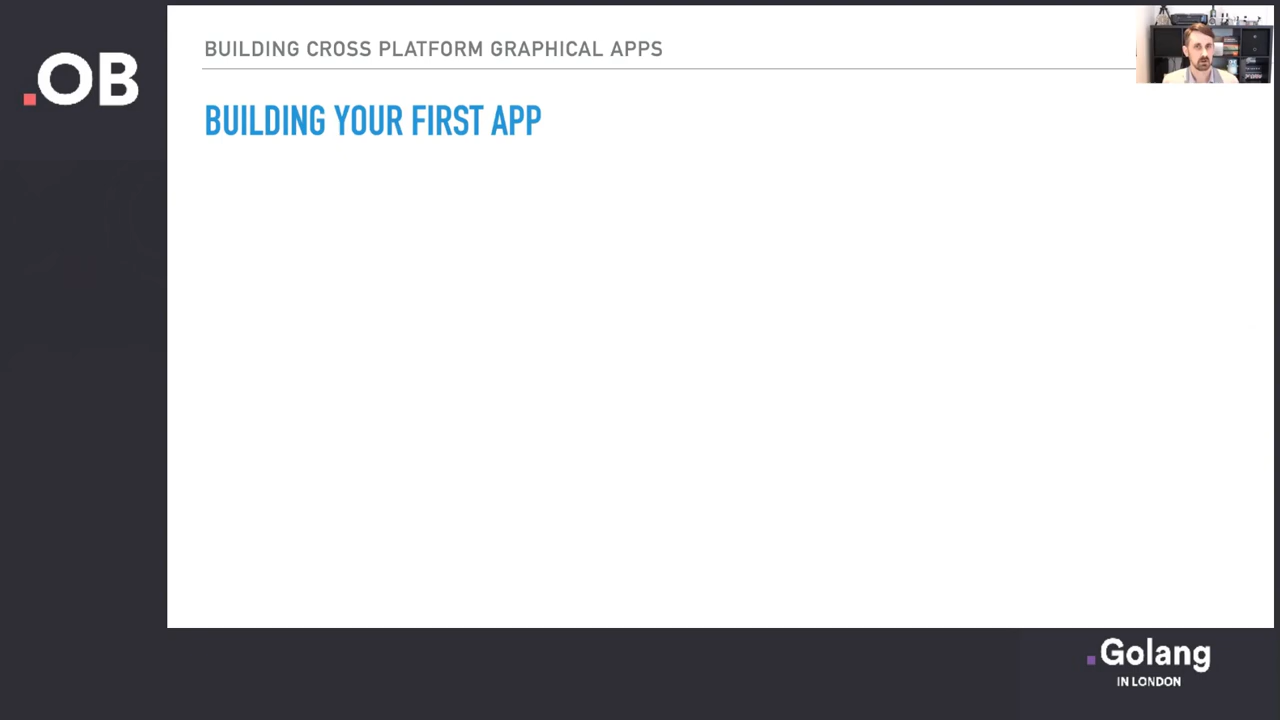 .OB
BUILDING CROSS PLATFORM GRAPHICAL APPS
BUILDING YOUR FIRST APP
.Golang
IN LONDON